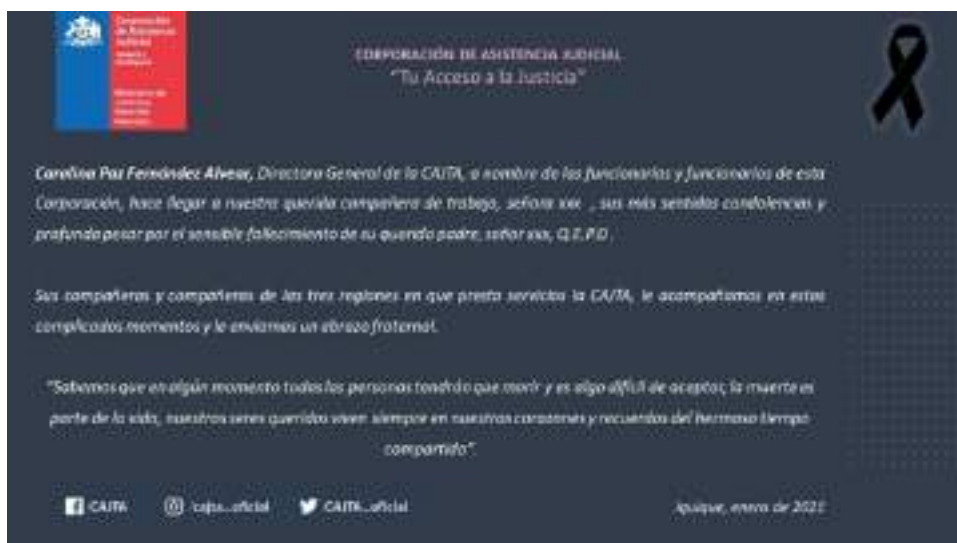 Corporación
de Asistencia
Judicial
CORPORACIÓN DE ASISTENCIA JUDICIAL
"Tu Acceso a la Justicia"
Carolina Paz Fernández Alvear, Directora General de la CAJTA, a nombre de las funcionarias y funcionarios de esta
Corporación, hace llegar a nuestra querida compañera de trabajo, señora xxx , sus más sentidas condolencias y
profundo pesar por el sensible fallecimiento de su querido padre, señor xxx, Q.E.P.D.
Sus compañeras y compañeros de las tres regiones en que presta servicios la CAJTA, le acompañamos en estos
complicados momentos y le enviamos un abrazo fraternal.
"Sabemos que en algún momento todas las personas tendrán que morir y es algo difícil de aceptar, la muerte es
parte de la vida, nuestros seres queridos viven siempre en nuestros corazones y recuerdos del hermoso tiempo
compartido".
CAJTA /cajta_oficial CAJTA_oficial
Iquique, enero de